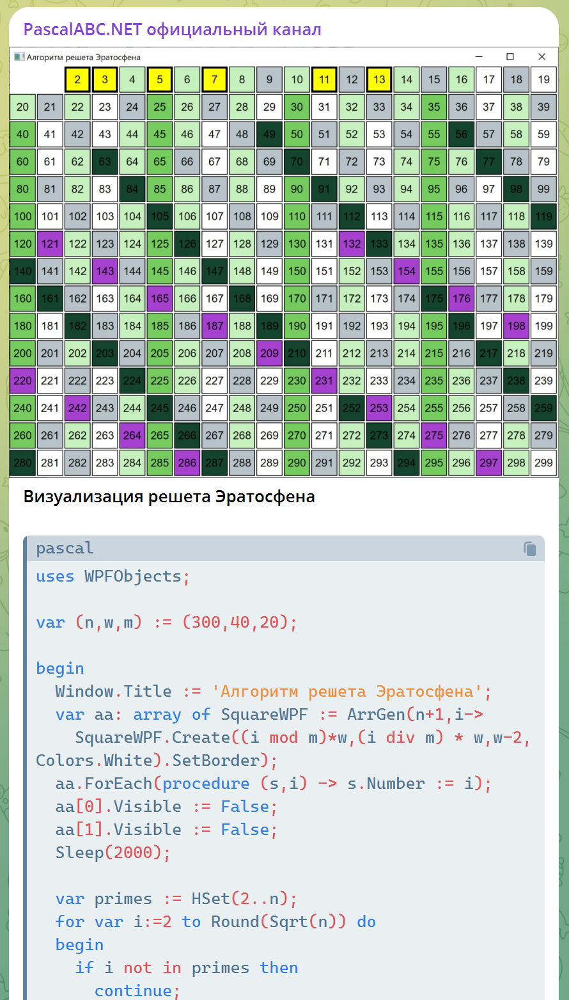 PascalABC.NET официальный канал
Алгоритм решета Эратосфена
2 3 4 5 6 7 8 9 10 11 12 13 14 15 16 17 18 19
20 21 22 23 24 25 26 27 28 29 30 31 32 33 34 35 36 37 38 39
40 41 42 43 44 45 46 47 48 49 50 51 52 53 54 55 56 57 58 59
60 61 62 63 64 65 66 67 68 69 70 71 72 73 74 75 76 77 78 79
80 81 82 83 84 85 86 87 88 89 90 91 92 93 94 95 96 97 98 99
100 101 102 103 104 105 106 107 108 109 110 111 112 113 114 115 116 117 118 119
120 121 122 123 124 125 126 127 128 129 130 131 132 133 134 135 136 137 138 139
140 141 142 143 144 145 146 147 148 149 150 151 152 153 154 155 156 157 158 159
160 161 162 163 164 165 166 167 168 169 170 171 172 173 174 175 176 177 178 179
180 181 182 183 184 185 186 187 188 189 190 191 192 193 194 195 196 197 198 199
200 201 202 203 204 205 206 207 208 209 210 211 212 213 214 215 216 217 218 219
220 221 222 223 224 225 226 227 228 229 230 231 232 233 234 235 236 237 238 239
240 241 242 243 244 245 246 247 248 249 250 251 252 253 254 255 256 257 258 259
260 261 262 263 264 265 266 267 268 269 270 271 272 273 274 275 276 277 278 279
280 281 282 283 284 285 286 287 288 289 290 291 292 293 294 295 296 297 298 299
Визуализация решета Эратосфена
pascal
uses WPFObjects;
var (n,w,m) := (300,40,20);
begin
  Window.Title := 'Алгоритм решета Эратосфена';
  var aa: array of SquareWPF := ArrGen(n+1,i->
    SquareWPF.Create((i mod m)*w,(i div m) * w,w-2,
Colors.White).SetBorder);
  aa.ForEach(procedure (s,i) -> s.Number := i);
  aa[0].Visible := False;
  aa[1].Visible := False;
  Sleep(2000);
  var primes := HSet(2..n);
  for var i:=2 to Round(Sqrt(n)) do
  begin
    if i not in primes then
      continue;